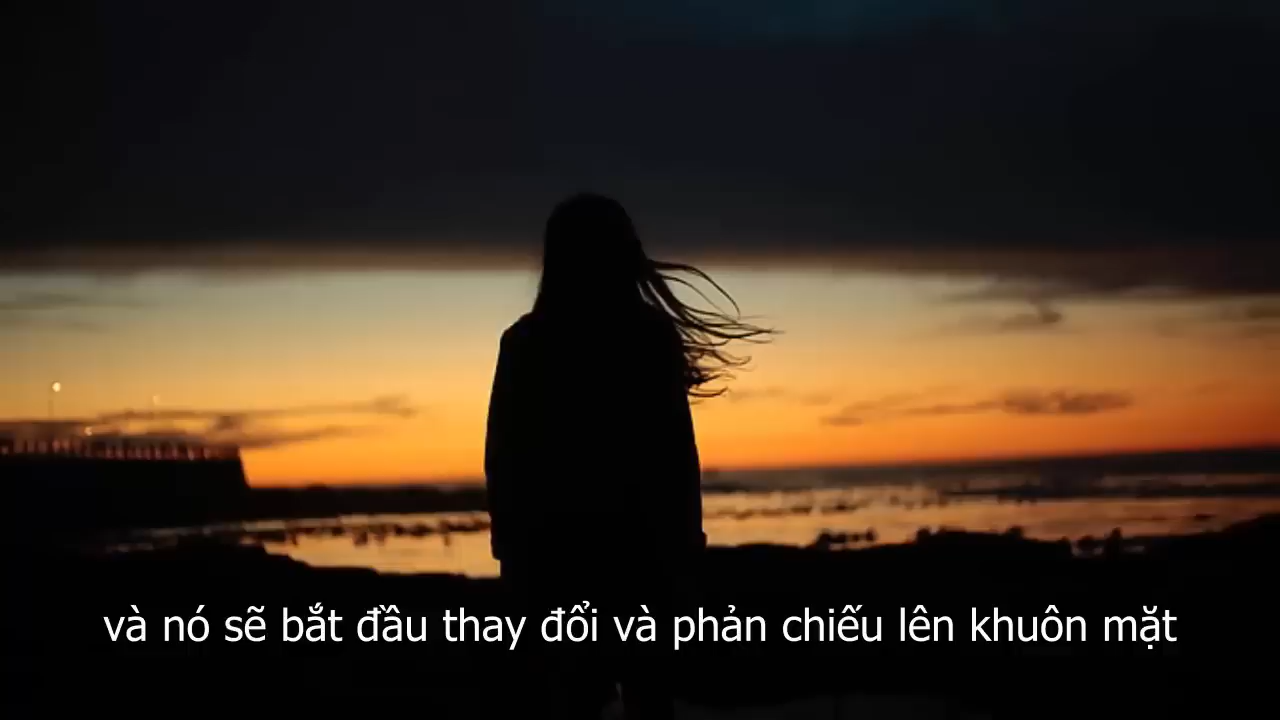 và nó sẽ bắt đầu thay đổi và phản chiếu lên khuôn mặt